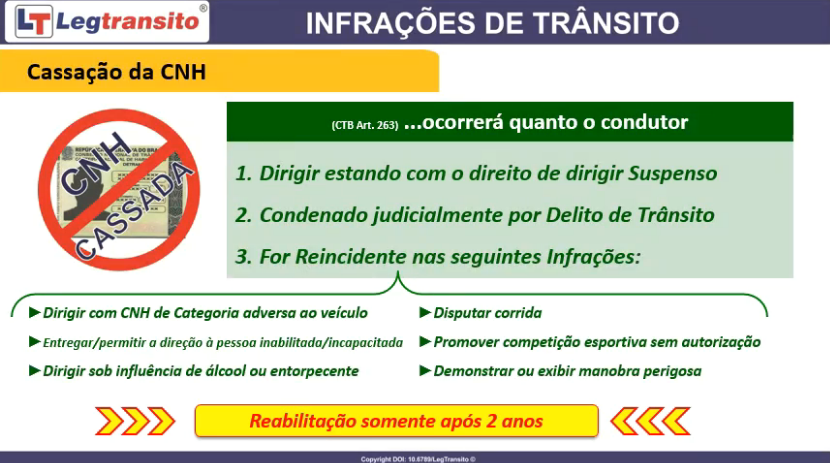 LT Legtransito®
INFRAÇÕES DE TRÂNSITO
Cassação da CNH
CNH
CASSADA
(CTB Art. 263) ...ocorrerá quanto o condutor
1. Dirigir estando com o direito de dirigir Suspenso
2. Condenado judicialmente por Delito de Trânsito
3. For Reincidente nas seguintes Infrações:
►Dirigir com CNH de Categoria adversa ao veículo
►Entregar/permitir a direção à pessoa inabilitada/incapacitada
►Dirigir sob influência de álcool ou entorpecente
►Disputar corrida
►Promover competição esportiva sem autorização
►Demonstrar ou exibir manobra perigosa
Reabilitação somente após 2 anos
Copyright DOI: 10.6789/LegTransito ©